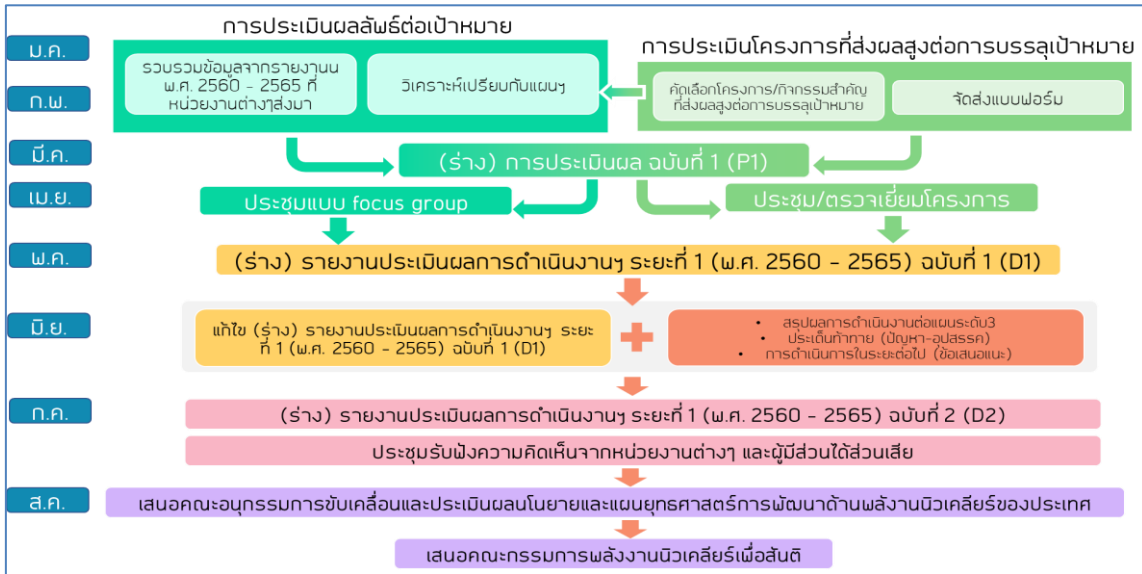 การประเมินผลลัพธ์ต่อเป้าหมาย
ม.ค.
การประเมินโครงการที่ส่งผลสูงต่อการบรรลุเป้าหมาย
รวบรวมข้อมูลจากรายงานน
พ.ศ. 2560 - 2565 ที่
หน่วยงานต่างๆส่งมา
วิเคราะห์เปรียบกับแผนฯ
ก.พ.
คัดเลือกโครงการ/กิจกรรมสำคัญ
ที่ส่งผลสูงต่อการบรรลุเป้าหมาย
จัดส่งแบบฟอร์ม
มี.ค.
(ร่าง) การประเมินผล ฉบับที่ 1 (P1)
เม.ย.
ประชุมแบบ focus group
ประชุม/ตรวจเยี่ยมโครงการ
พ.ค.
(ร่าง) รายงานประเมินผลการดำเนินงานฯ ระยะที่ 1 (พ.ศ. 2560 - 2565) ฉบับที่ 1 (D1)
มิ.ย.
แก้ไข (ร่าง) รายงานประเมินผลการดำเนินงานฯ ระยะ
ที่ 1 (พ.ศ. 2560 - 2565) ฉบับที่ 1 (D1)
• สรุปผลการดำเนินงานต่อแผนระดับ3
• ประเด็นท้าทาย (ปัญหา-อุปสรรค)
• การดำเนินการในระยะต่อไป (ข้อเสนอแนะ)
ก.ค.
(ร่าง) รายงานประเมินผลการดำเนินงานฯ ระยะที่ 1 (พ.ศ. 2560 - 2565) ฉบับที่ 2 (D2)
ประชุมรับฟังความคิดเห็นจากหน่วยงานต่างๆ และผู้มีส่วนได้ส่วนเสีย
ส.ค.
เสนอคณะอนุกรรมการขับเคลื่อนและประเมินผลนโยบายและแผนยุทธศาสตร์การพัฒนาด้านพลังงานนิวเคลียร์ของประเทศ
เสนอคณะกรรมการพลังงานนิวเคลียร์เพื่อสันติ